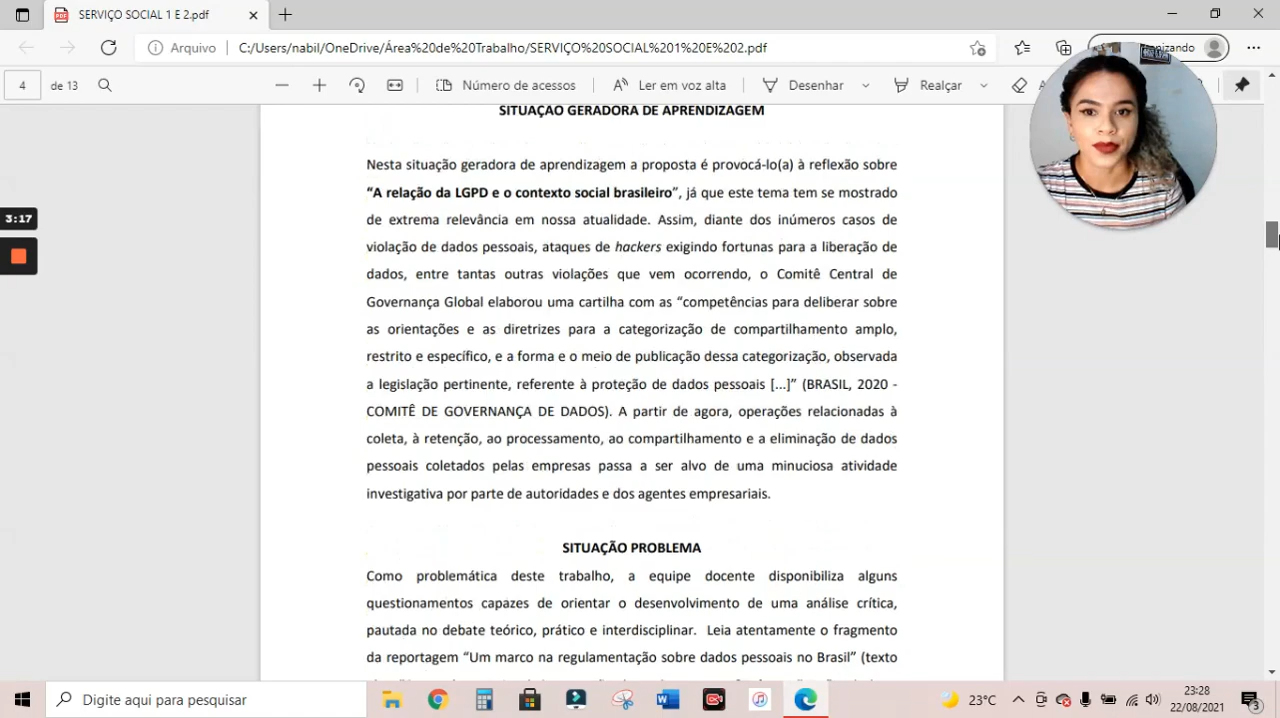 SERVIÇO SOCIAL 1 E 2.pdf
Arquivo C:/Users/nabil/OneDrive/Área%20de%20Trabalho/SERVIÇO%20SOCIAL%201%20E%202.pdf
4 de 13 Número de acessos Ler em voz alta Desenhar Realçar
SITUAÇÃO GERADORA DE APRENDIZAGEM
Nesta situação geradora de aprendizagem a proposta é provocá-lo(a) à reflexão sobre
“A relação da LGPD e o contexto social brasileiro”, já que este tema tem se mostrado
de extrema relevância em nossa atualidade. Assim, diante dos inúmeros casos de
violação de dados pessoais, ataques de hackers exigindo fortunas para a liberação de
dados, entre tantas outras violações que vem ocorrendo, o Comitê Central de
Governança Global elaborou uma cartilha com as “competências para deliberar sobre
as orientações e as diretrizes para a categorização de compartilhamento amplo,
restrito e específico, e a forma e o meio de publicação dessa categorização, observada
a legislação pertinente, referente à proteção de dados pessoais [...]” (BRASIL, 2020 -
COMITÊ DE GOVERNANÇA DE DADOS). A partir de agora, operações relacionadas à
coleta, à retenção, ao processamento, ao compartilhamento e a eliminação de dados
pessoais coletados pelas empresas passa a ser alvo de uma minuciosa atividade
investigativa por parte de autoridades e dos agentes empresariais.
SITUAÇÃO PROBLEMA
Como problemática deste trabalho, a equipe docente disponibiliza alguns
questionamentos capazes de orientar o desenvolvimento de uma análise crítica,
pautada no debate teórico, prático e interdisciplinar. Leia atentamente o fragmento
da reportagem “Um marco na regulamentação sobre dados pessoais no Brasil” (texto
3:17
Digite aqui para pesquisar
23°C
23:28
22/08/2021
3